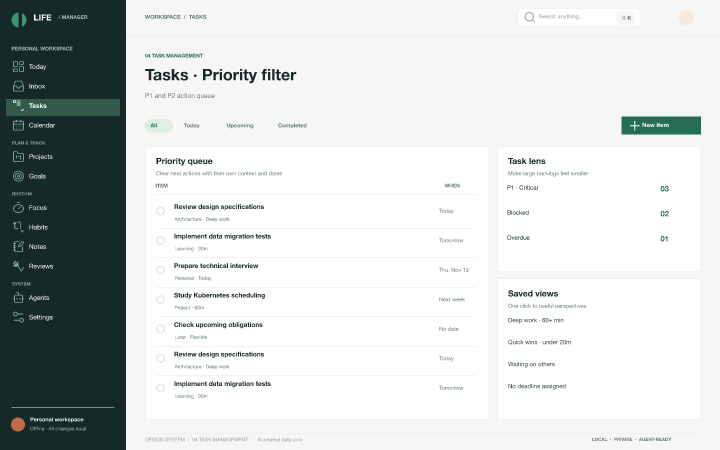 LIFE / MANAGER
PERSONAL WORKSPACE
Today
Inbox
Tasks
Calendar
PLAN & TRACK
Projects
Goals
RHYTHM
Focus
Habits
Notes
Reviews
SYSTEM
Agents
Settings
Personal workspace
Offline · All changes local
WORKSPACE / TASKS
Search anything...
⌘ K
04 TASK MANAGEMENT
Tasks · Priority filter
P1 and P2 action queue
All
Today
Upcoming
Completed
New item
Priority queue
Clear next actions with their own context and dates
ITEM WHEN
Review design specifications
Architecture · Deep work
Today
Implement data migration tests
Learning · 30m
Tomorrow
Prepare technical interview
Personal · Today
Thu, Nov 12
Study Kubernetes scheduling
Project · 60m
Next week
Check upcoming obligations
Later · Flexible
No date
Review design specifications
Architecture · Deep work
Today
Implement data migration tests
Learning · 30m
Tomorrow
Task lens
Make large backlogs feel smaller
P1 · Critical 03
Blocked 02
Overdue 01
Saved views
One click to useful perspectives
Deep work · 60+ min
Quick wins · under 20m
Waiting on others
No deadline assigned
DESIGN SYSTEM / 04 TASK MANAGEMENT · Illustrative data only
LOCAL · PRIVATE · AGENT-READY